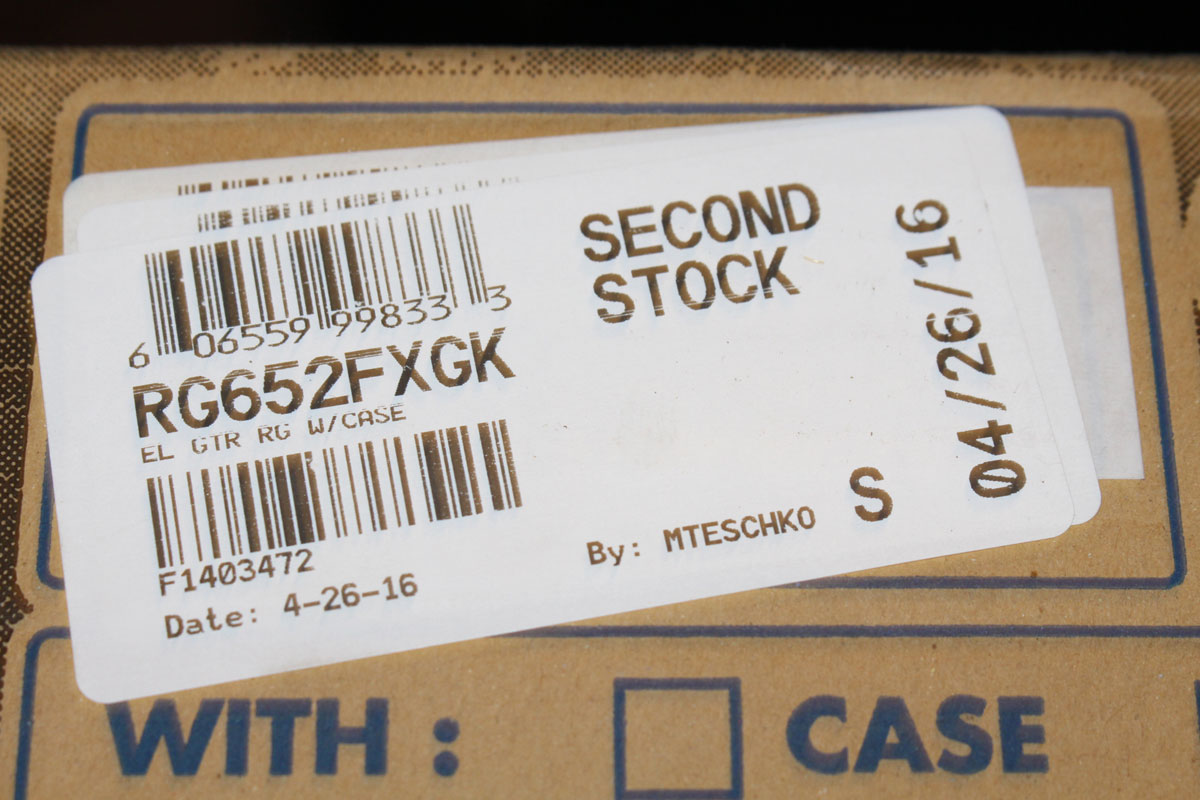 6 06559 99833 3
RG652FXGK
EL GTR RG W/CASE
F1403472
Date: 4-26-16
SECOND
STOCK
By: MTESCHKO
S
04/26/16
WITH :
CASE